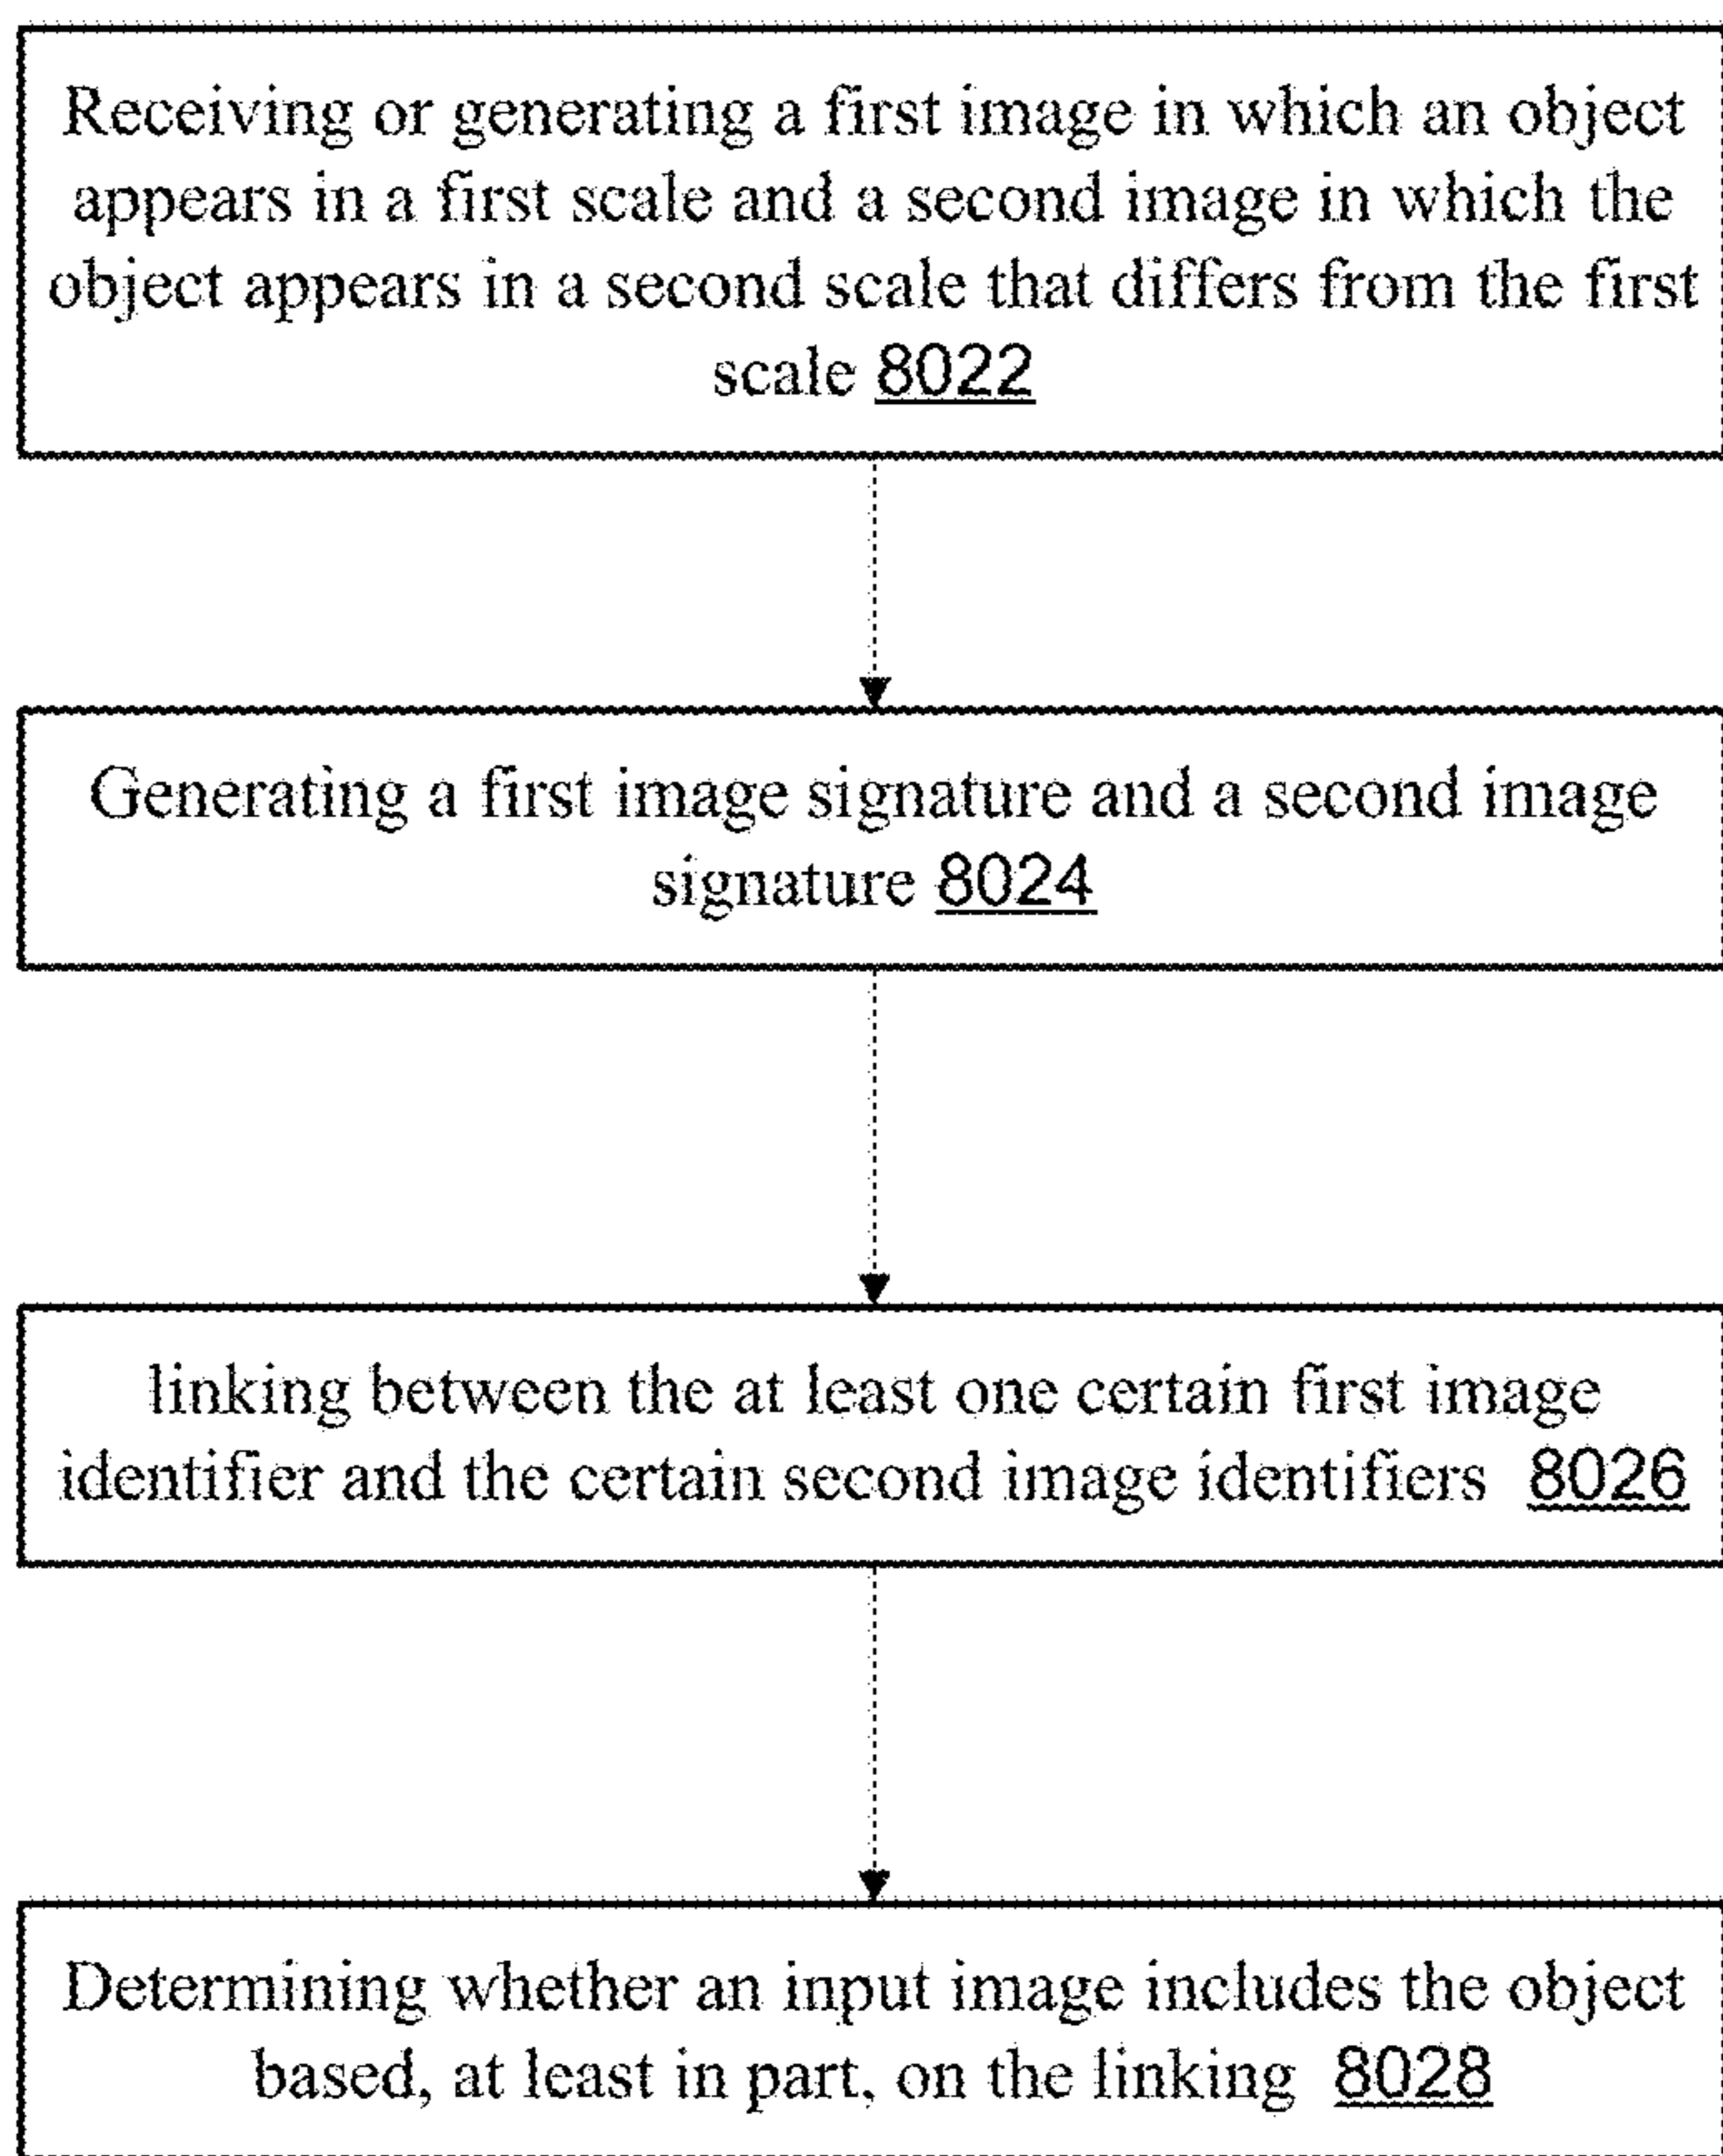 Receiving or generating a first image in which an object
appears in a first scale and a second image in which the
object appears in a second scale that differs from the first
scale 8022
Generating a first image signature and a second image
signature 8024
linking between the at least one certain first image
identifier and the certain second image identifiers 8026
Determining whether an input image includes the object
based, at least in part, on the linking 8028